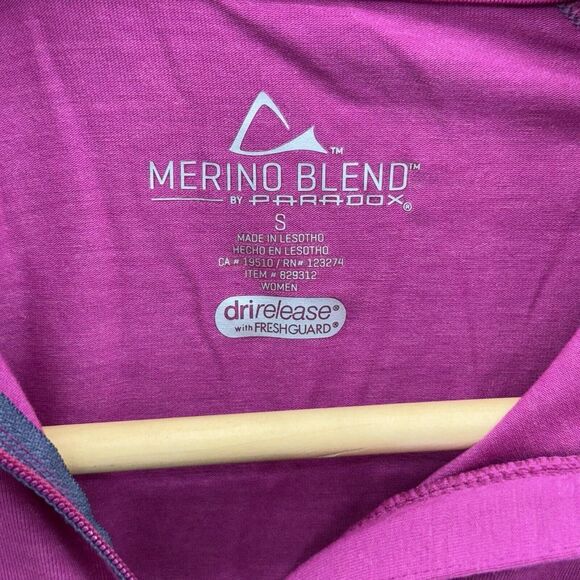 ™
MERINO BLEND™
BY PARADOX®
S
MADE IN LESOTHO
HECHO EN LESOTHO
CA # 19510 / RN# 123274
ITEM # 829312
WOMEN
drirelease®
with FRESHGUARD®